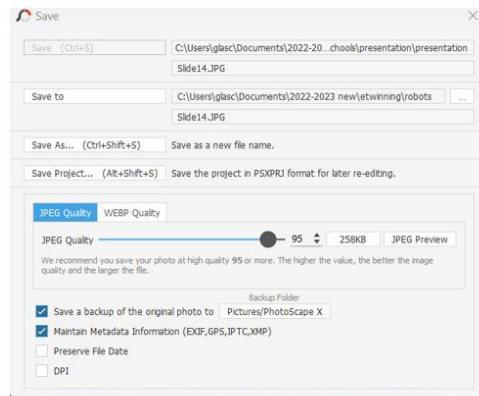 Save
Save (Ctrl+S)
C:\Users\glasc\Documents\2022-20...chools\presentation\presentation
Slide14.JPG
Save to
C:\Users\glasc\Documents\2022-2023 new\etwinning\robots
...
Slide14.JPG
Save As... (Ctrl+Shift+S)
Save as a new file name.
Save Project... (Alt+Shift+S)
Save the project in PSXPRJ format for later re-editing.
JPEG Quality
WEBP Quality
JPEG Quality
95
258KB
JPEG Preview
We recommend you save your photo at high quality 95 or more. The higher the value, the better the image
quality and the larger the file.
Backup Folder
Save a backup of the original photo to
Pictures/PhotoScape X
Maintain Metadata Information (EXIF,GPS,IPTC,XMP)
Preserve File Date
DPI